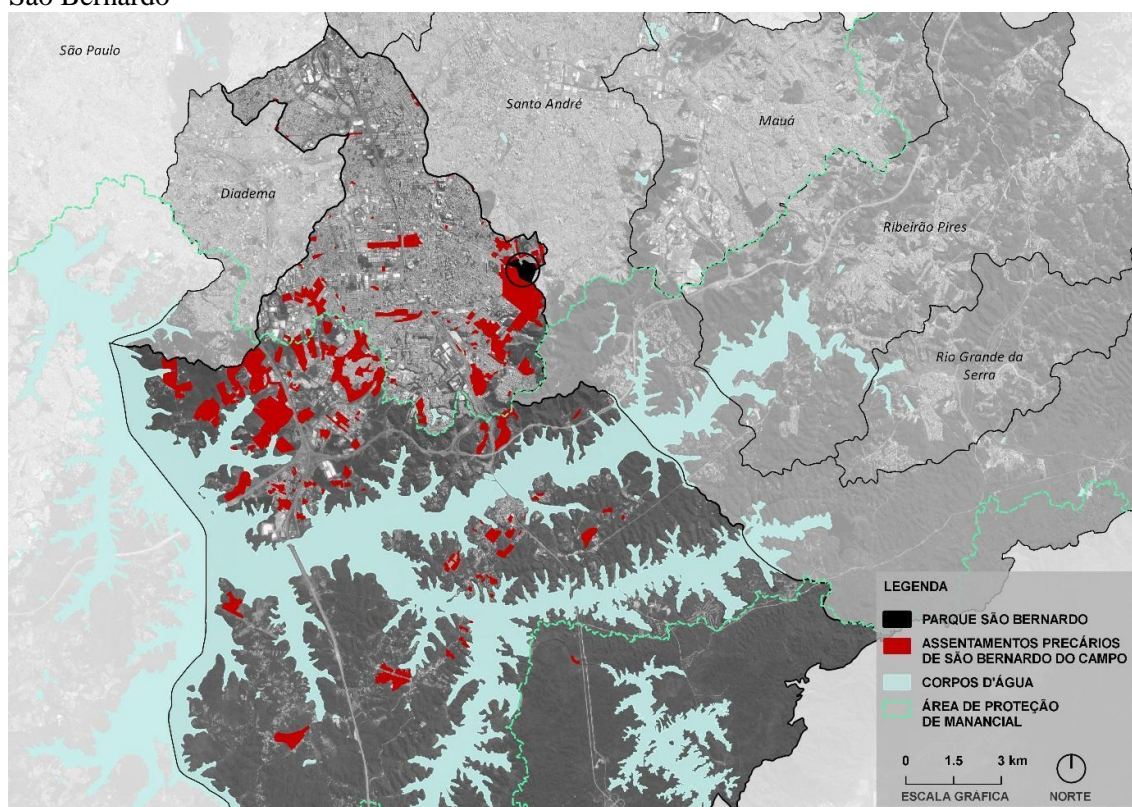 São Bernardo
São Paulo
Santo André
Mauá
Diadema
Ribeirão Pires
Rio Grande da
Serra
LEGENDA
PARQUE SÃO BERNARDO
ASSENTAMENTOS PRECÁRIOS
DE SÃO BERNARDO DO CAMPO
CORPOS D'ÁGUA
ÁREA DE PROTEÇÃO
DE MANANCIAL
0 1.5 3 km
ESCALA GRÁFICA
NORTE